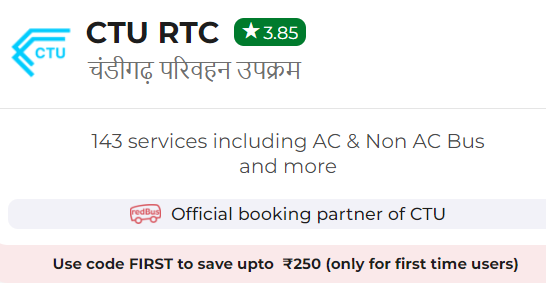 CTU
CTU RTC ★ 3.85
चंडीगढ़ परिवहन उपक्रम
143 services including AC & Non AC Bus
and more
redBus Official booking partner of CTU
Use code FIRST to save upto ₹250 (only for first time users)